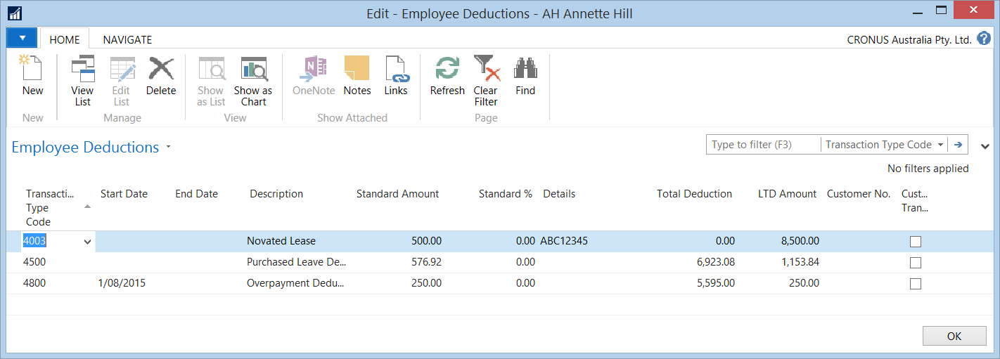 Edit - Employee Deductions - AH Annette Hill
HOME NAVIGATE CRONUS Australia Pty. Ltd.
New
View List
Edit List
Delete
Show as List
Show as Chart
OneNote
Notes
Links
Refresh
Clear Filter
Find
New Manage View Show Attached Page
Employee Deductions Type to filter (F3) Transaction Type Code
No filters applied
Transacti... Type Code Start Date End Date Description Standard Amount Standard % Details Total Deduction LTD Amount Customer No. Cust... Tran...
4003 Novated Lease 500.00 0.00 ABC12345 0.00 8,500.00
4500 Purchased Leave De... 576.92 0.00 6,923.08 1,153.84
4800 1/08/2015 Overpayment Dedu... 250.00 0.00 5,595.00 250.00
OK